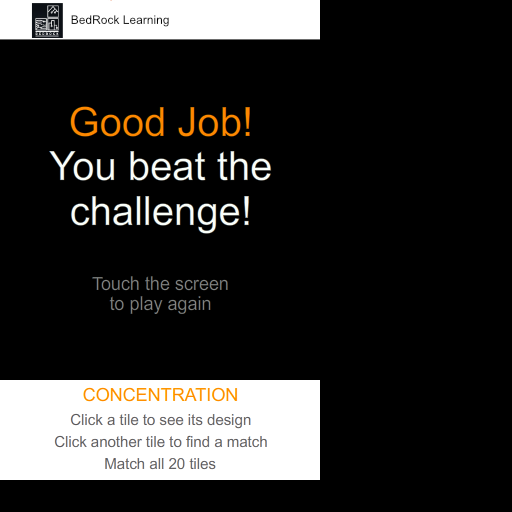 BedRock Learning
BEDROCK
Good Job!
You beat the
challenge!
Touch the screen
to play again
CONCENTRATION
Click a tile to see its design
Click another tile to find a match
Match all 20 tiles